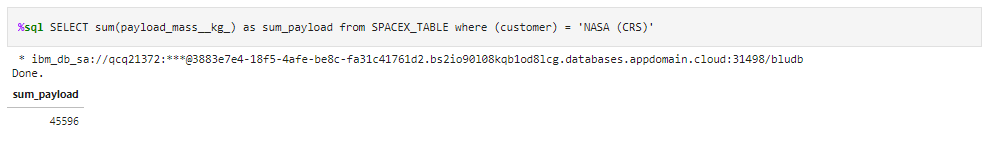 %sql SELECT sum(payload_mass__kg_) as sum_payload from SPACEX_TABLE where (customer) = 'NASA (CRS)'
* ibm_db_sa://qcq21372:***@3883e7e4-18f5-4afe-be8c-fa31c41761d2.bs2io90l08kqb1od8lcg.databases.appdomain.cloud:31498/bludb
Done.
sum_payload
45596